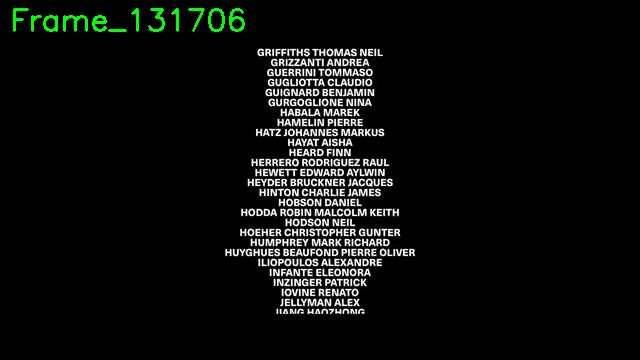 Frame_131706
GRIFFITHS THOMAS NEIL
GRIZZANTI ANDREA
GUERRINI TOMMASO
GUGLIOTTA CLAUDIO
GUIGNARD BENJAMIN
GURGOGLIONE NINA
HABALA MAREK
HAMELIN PIERRE
HATZ JOHANNES MARKUS
HAYAT AISHA
HEARD FINN
HERRERO RODRIGUEZ RAUL
HEWETT EDWARD AYLWIN
HEYDER BRUCKNER JACQUES
HINTON CHARLIE JAMES
HOBSON DANIEL
HODDA ROBIN MALCOLM KEITH
HODSON NEIL
HOEHER CHRISTOPHER GUNTER
HUMPHREY MARK RICHARD
HUYGHUES BEAUFOND PIERRE OLIVER
ILIOPOULOS ALEXANDRE
INFANTE ELEONORA
INZINGER PATRICK
IOVINE RENATO
JELLYMAN ALEX
JIANG HAOZHONG